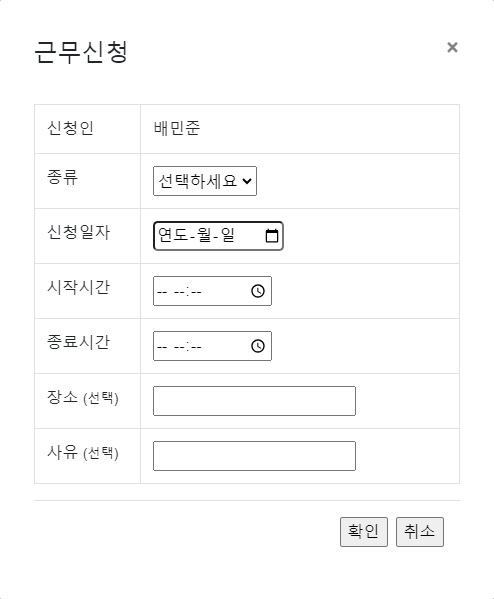 근무신청 ×
신청인 배민준
종류 선택하세요
신청일자 연도-월-일
시작시간 -- --:--
종료시간 -- --:--
장소 (선택)
사유 (선택)
확인 취소